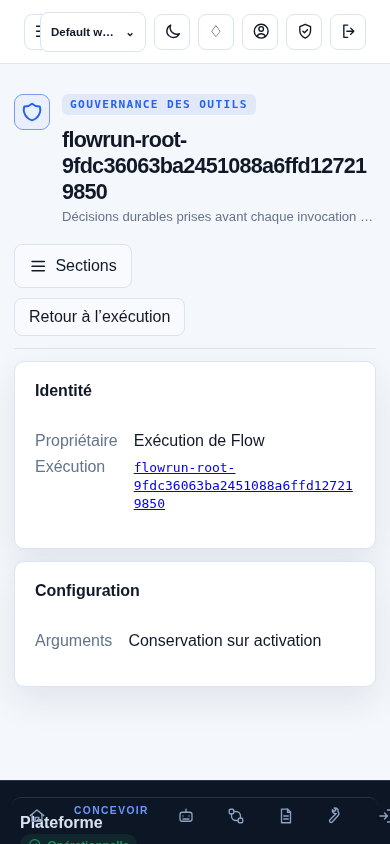 Default w…
GOUVERNANCE DES OUTILS
flowrun-root-
9fdc36063ba2451088a6ffd12721
9850
Décisions durables prises avant chaque invocation …
Sections
Retour à l’exécution
Identité
Propriétaire Exécution de Flow
Exécution flowrun-root-
9fdc36063ba2451088a6ffd12721
9850
Configuration
Arguments Conservation sur activation
CONCEVOIR
Plateforme
Opérationnelle